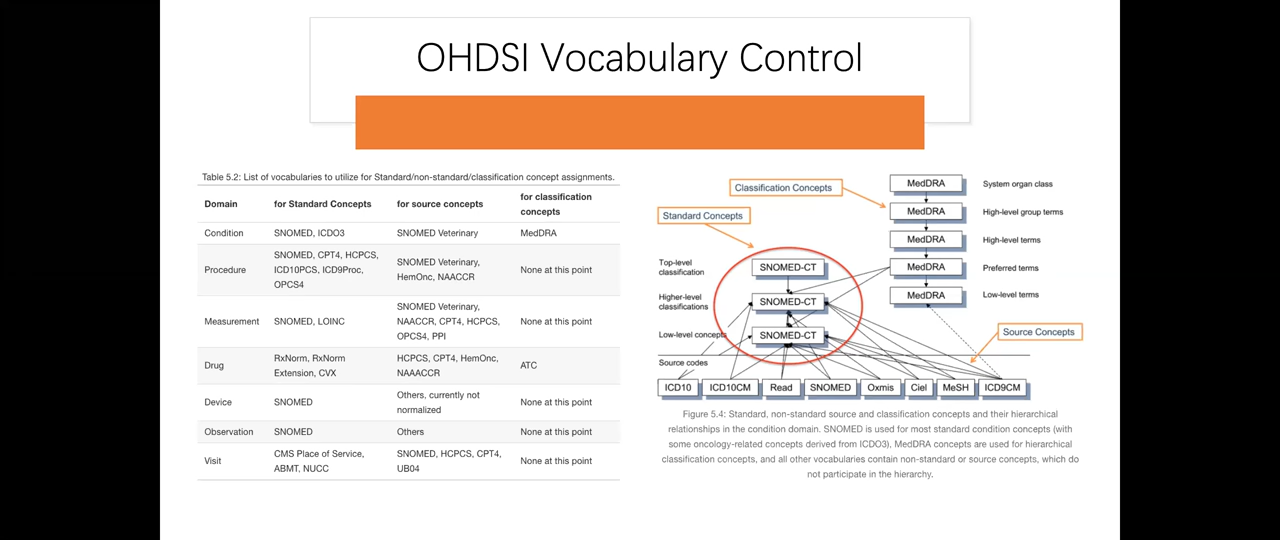 OHDSI Vocabulary Control
Table 5.2: List of vocabularies to utilize for Standard/non-standard/classification concept assignments.
Domain for Standard Concepts for source concepts for classification concepts
Condition SNOMED, ICDO3 SNOMED Veterinary MedDRA
Procedure SNOMED, CPT4, HCPCS, ICD10PCS, ICD9Proc, OPCS4 SNOMED Veterinary, HemOnc, NAACCR None at this point
Measurement SNOMED, LOINC SNOMED Veterinary, NAACCR, CPT4, HCPCS, OPCS4, PPI None at this point
Drug RxNorm, RxNorm Extension, CVX HCPCS, CPT4, HemOnc, NAAACCR ATC
Device SNOMED Others, currently not normalized None at this point
Observation SNOMED Others None at this point
Visit CMS Place of Service, ABMT, NUCC SNOMED, HCPCS, CPT4, UB04 None at this point
Classification Concepts
Standard Concepts
MedDRA System organ class
MedDRA High-level group terms
MedDRA High-level terms
MedDRA Preferred terms
MedDRA Low-level terms
Top-level classification SNOMED-CT
Higher-level classifications SNOMED-CT
Low-level concepts SNOMED-CT
Source Concepts
Source codes
ICD10 ICD10CM Read SNOMED Oxmis Ciel MeSH ICD9CM
Figure 5.4: Standard, non-standard source and classification concepts and their hierarchical
relationships in the condition domain. SNOMED is used for most standard condition concepts (with
some oncology-related concepts derived from ICDO3), MedDRA concepts are used for hierarchical
classification concepts, and all other vocabularies contain non-standard or source concepts, which do
not participate in the hierarchy.